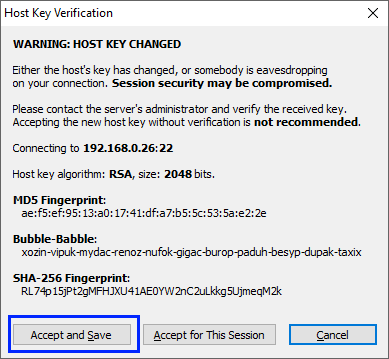 Host Key Verification
WARNING: HOST KEY CHANGED
Either the host's key has changed, or somebody is eavesdropping
on your connection. Session security may be compromised.
Please contact the server's administrator and verify the received key.
Accepting the new host key without verification is not recommended.
Connecting to 192.168.0.26:22
Host key algorithm: RSA, size: 2048 bits.
MD5 Fingerprint:
ae:f5:ef:95:13:a0:17:41:df:a7:b5:5c:53:5a:e2:2e
Bubble-Babble:
xozin-vipuk-mydac-renoz-nufok-gigac-burop-paduh-besyp-dupak-taxix
SHA-256 Fingerprint:
RL74p15jPt2gMFHJXU41AE0YW2nC2uLkkg5UjmeqM2k
Accept and Save
Accept for This Session
Cancel